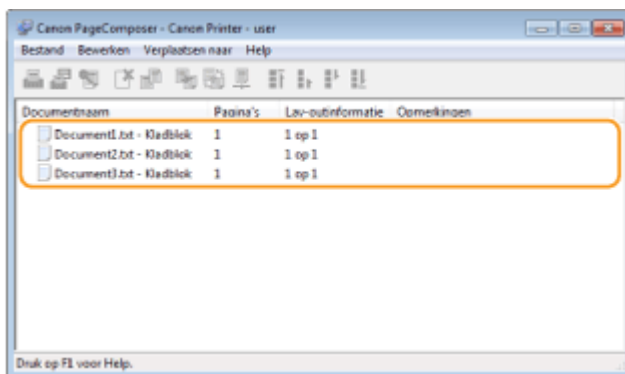 Canon PageComposer - Canon Printer - user
Bestand Bewerken Verplaatsen naar Help
Documentnaam Pagina's Lay-outinformatie Opmerkingen
Document1.txt - Kladblok 1 1 op 1
Document2.txt - Kladblok 1 1 op 1
Document3.txt - Kladblok 1 1 op 1
Druk op F1 voor Help.